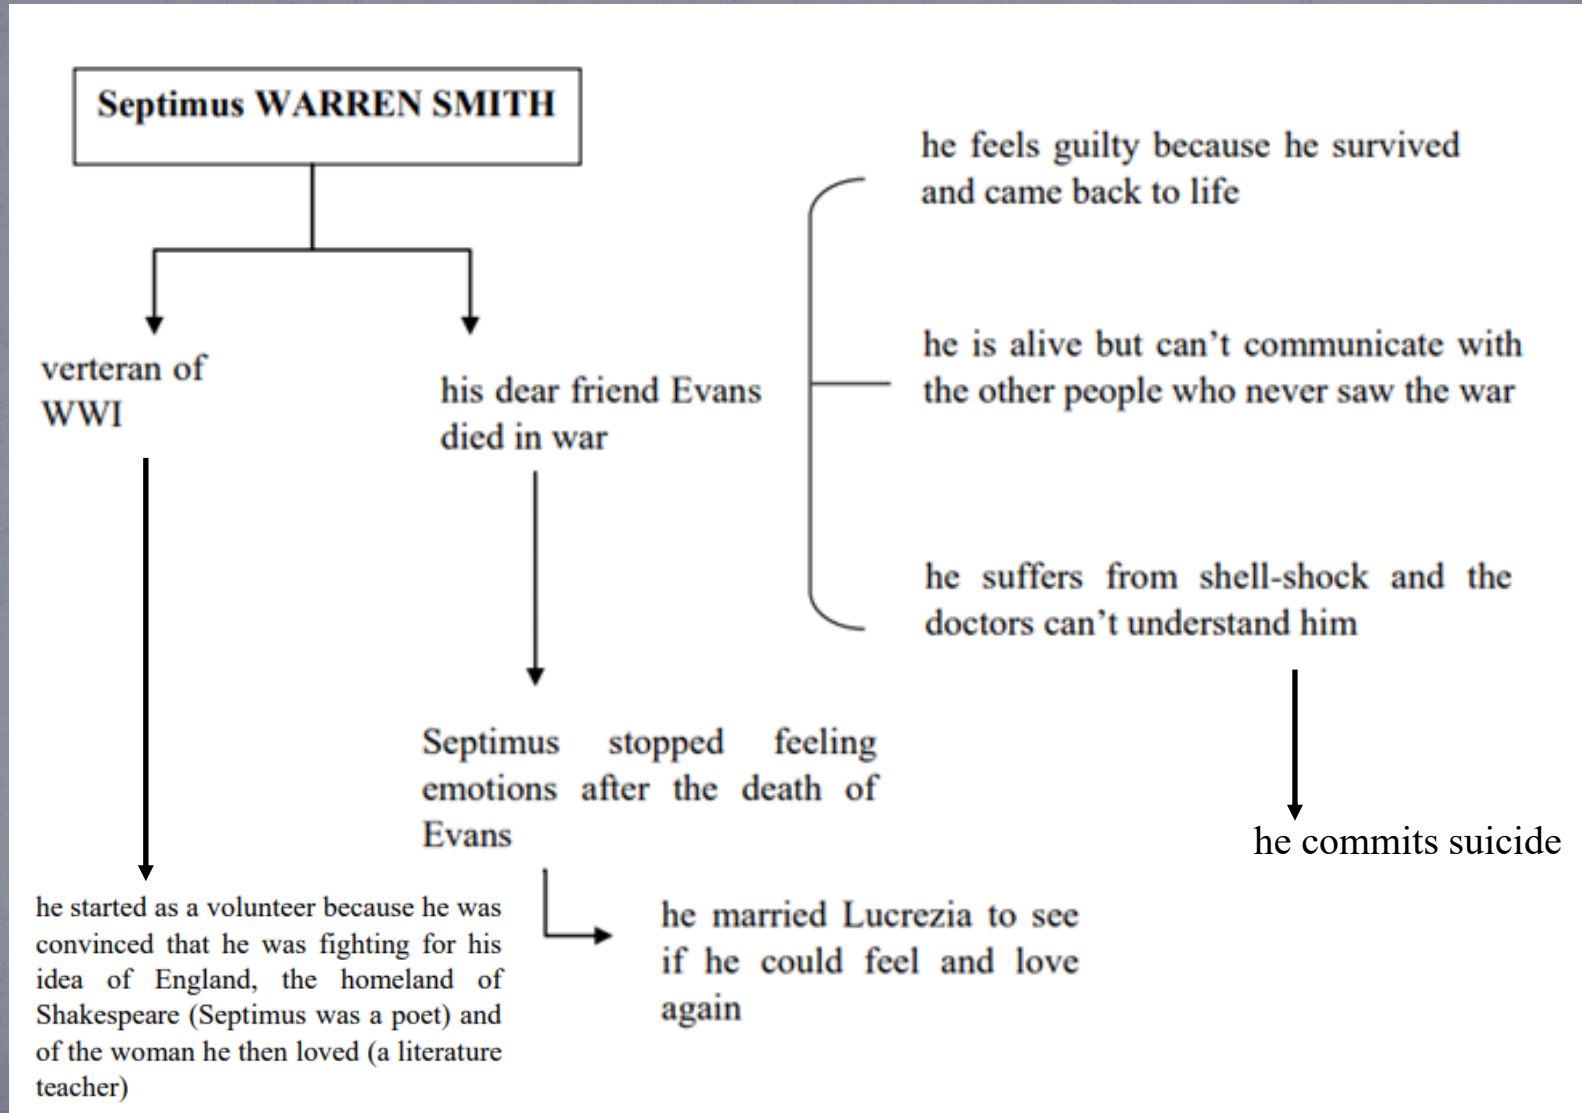 Septimus WARREN SMITH
verteran of
WWI
his dear friend Evans
died in war
he feels guilty because he survived
and came back to life
he is alive but can’t communicate with
the other people who never saw the war
he suffers from shell-shock and the
doctors can’t understand him
he commits suicide
Septimus stopped feeling
emotions after the death of
Evans
he married Lucrezia to see
if he could feel and love
again
he started as a volunteer because he was
convinced that he was fighting for his
idea of England, the homeland of
Shakespeare (Septimus was a poet) and
of the woman he then loved (a literature
teacher)